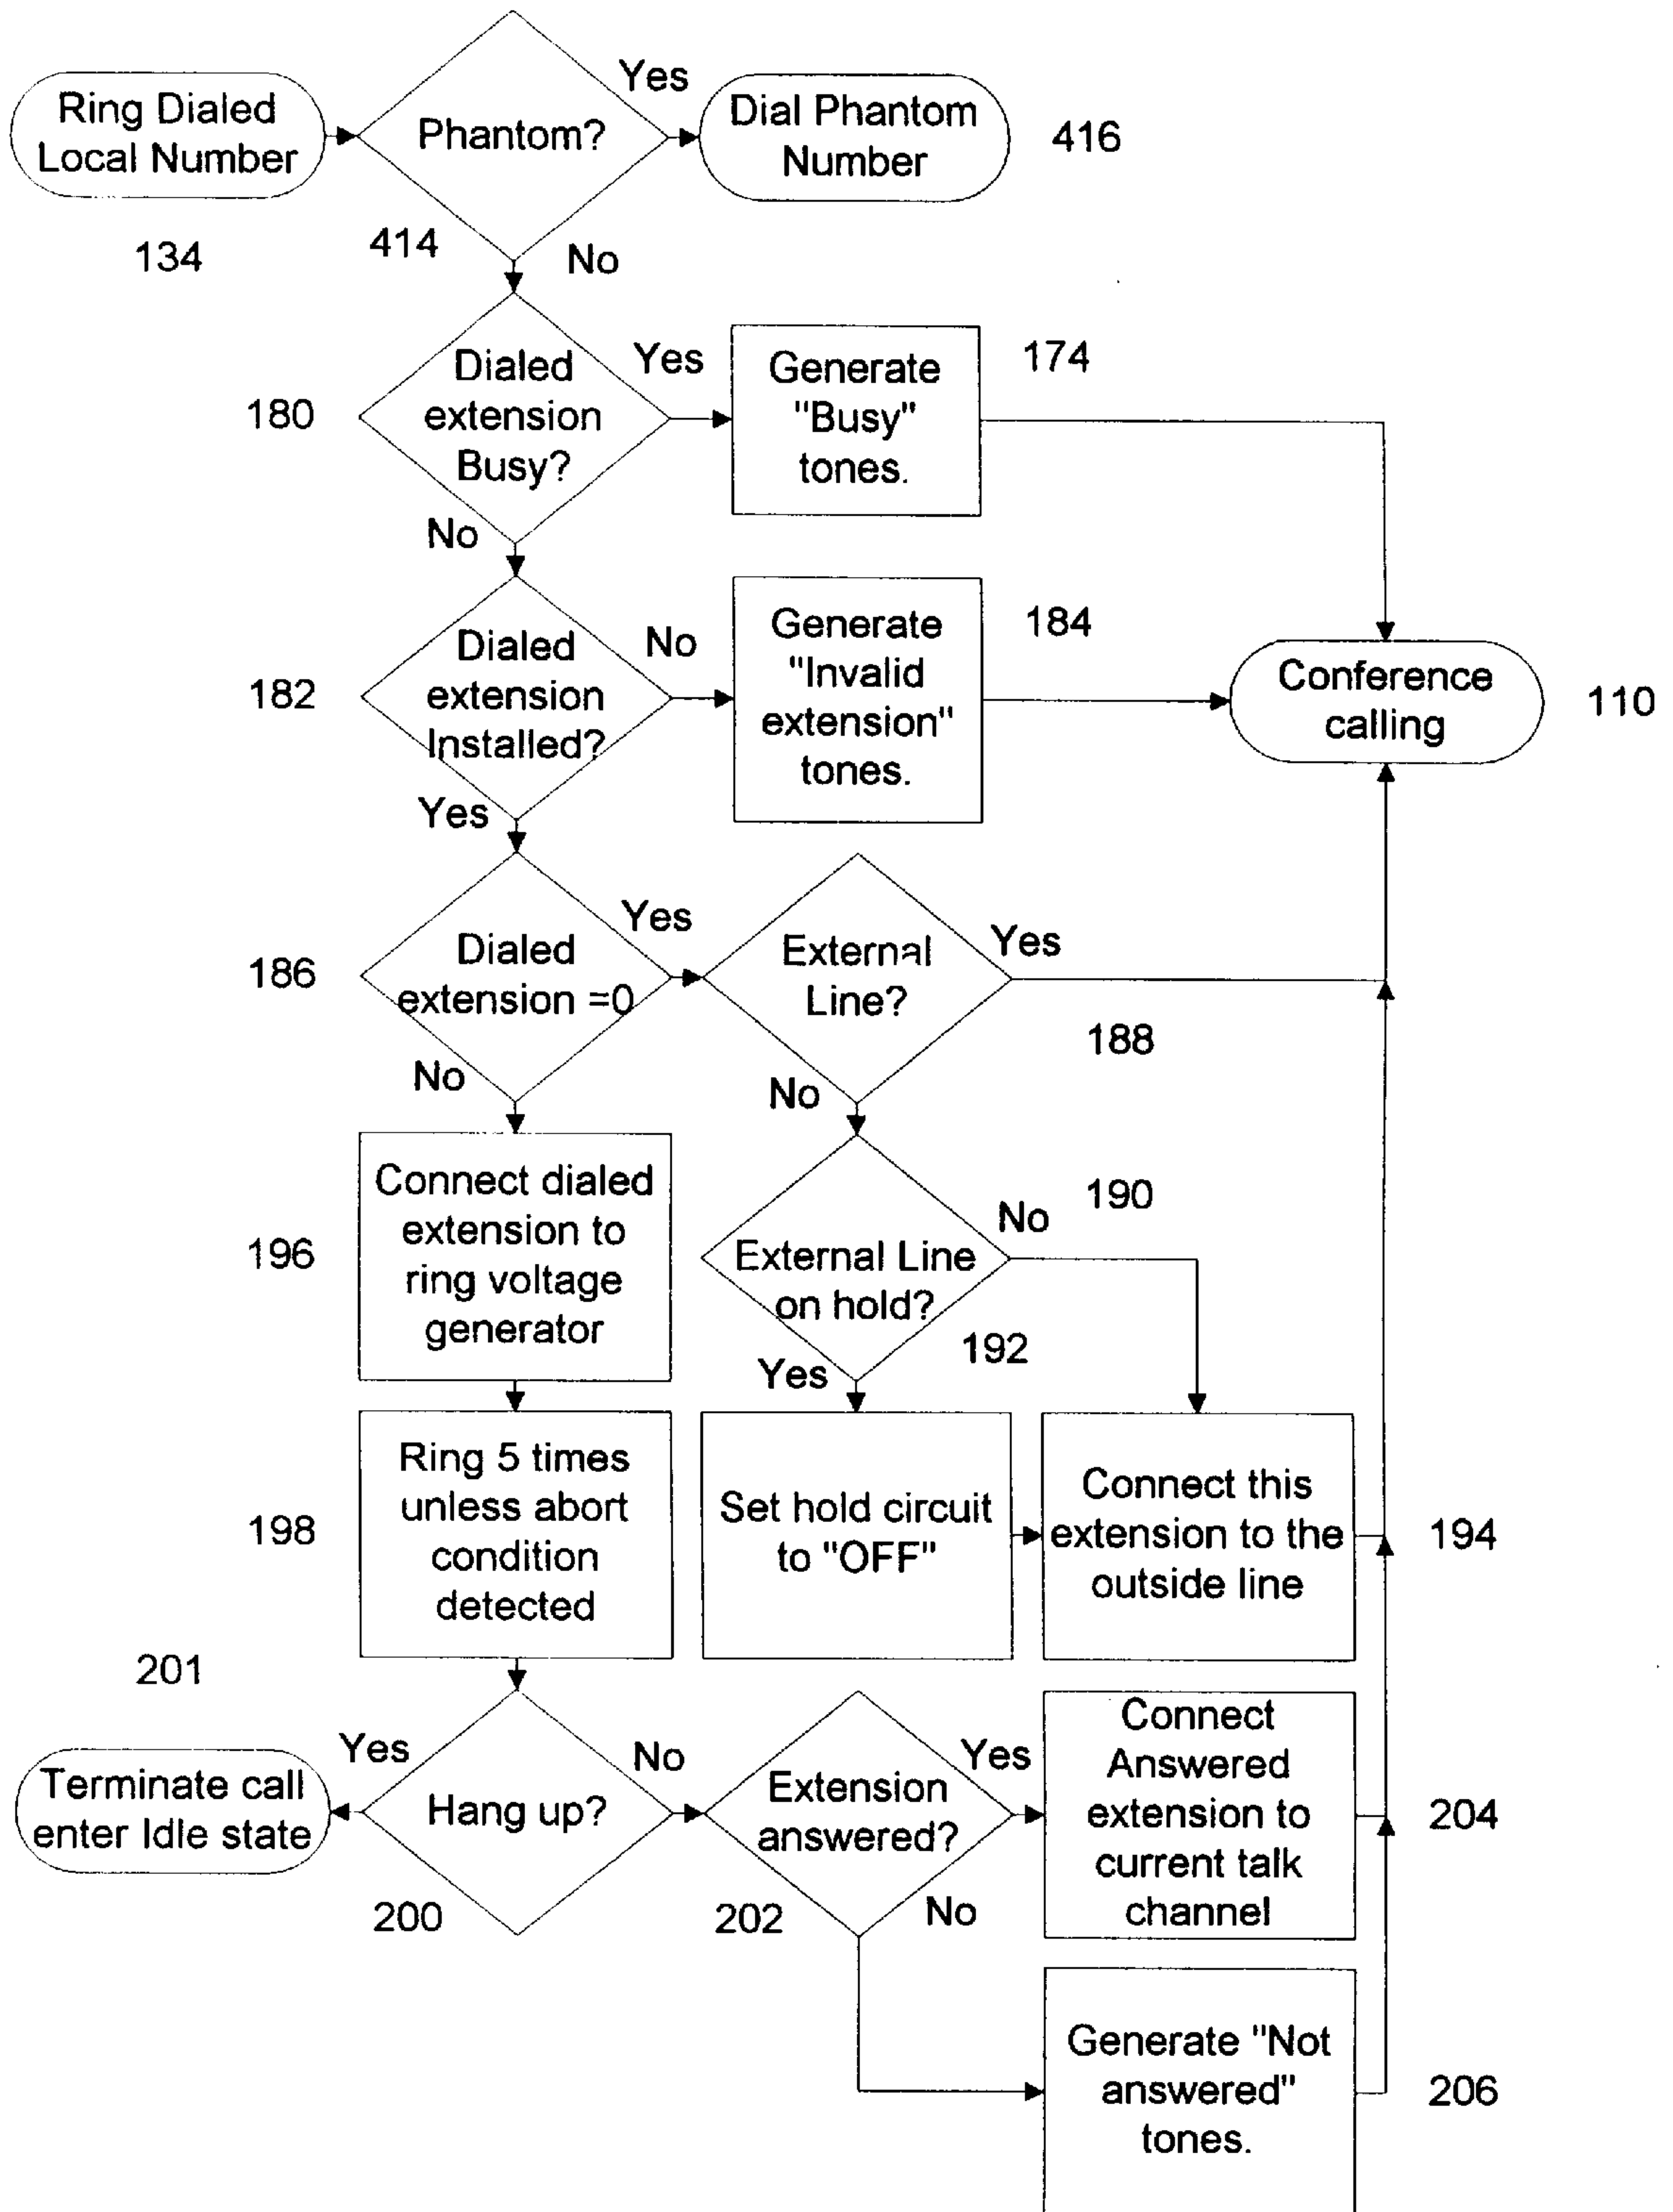 Ring Dialed
Local Number
134
Phantom?
414
Yes
No
Dial Phantom
Number
416
180
Dialed
extension
Busy?
Yes
No
Generate
"Busy"
tones.
174
182
Dialed
extension
Installed?
No
Yes
Generate
"Invalid
extension"
tones.
184
Conference
calling
110
186
Dialed
extension =0
Yes
No
External
Line?
Yes
188
No
196
Connect dialed
extension to
ring voltage
generator
External Line
on hold?
190
No
192
Yes
198
Ring 5 times
unless abort
condition
detected
Set hold circuit
to "OFF"
Connect this
extension to the
outside line
194
201
Terminate call
enter Idle state
Yes
Hang up?
200
No
Extension
answered?
202
Yes
No
Connect
Answered
extension to
current talk
channel
204
Generate "Not
answered"
tones.
206